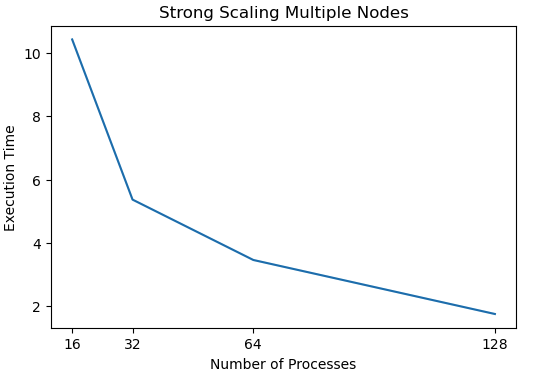 Strong Scaling Multiple Nodes
10
8
6
4
2
Execution Time
16 32 64 128
Number of Processes